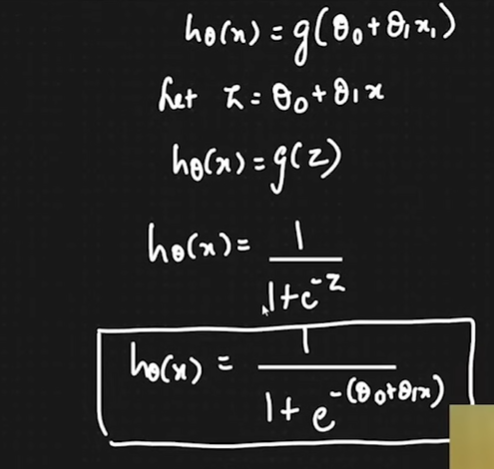 hθ(x) = g(θ₀ + θ₁x₁)
Let z = θ₀ + θ₁x
hθ(x) = g(z)
hθ(x) = 1 / (1 + e^(-z))
hθ(x) = 1 / (1 + e^(-(θ₀ + θ₁x)))